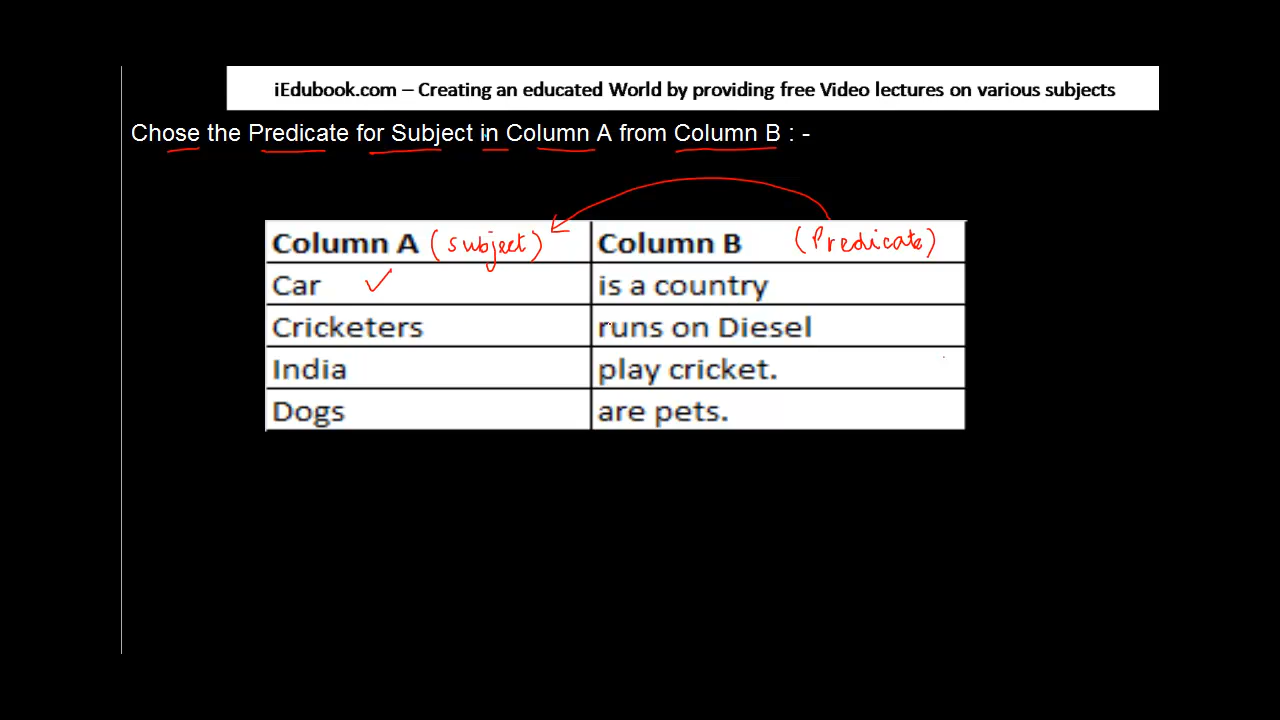 iEdubook.com – Creating an educated World by providing free Video lectures on various subjects
Chose the Predicate for Subject in Column A from Column B : -
Column A (Subject) Column B (Predicate)
Car is a country
Cricketers runs on Diesel
India play cricket.
Dogs are pets.